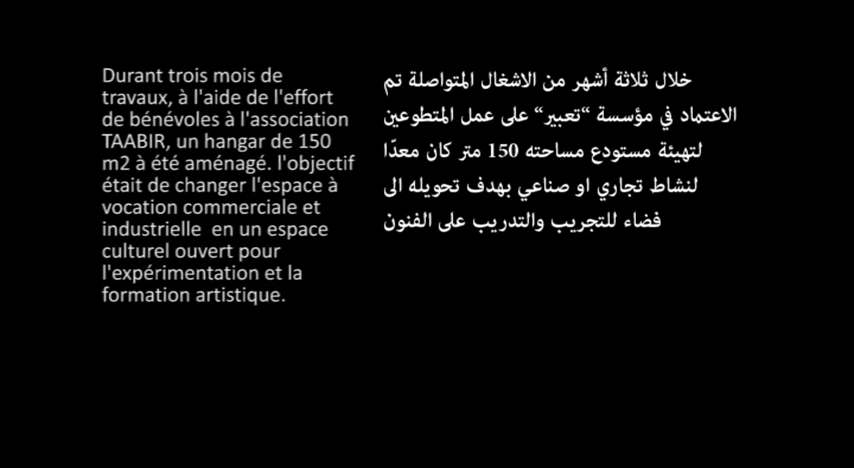 Durant trois mois de
travaux, à l'aide de l'effort
de bénévoles à l'association
TAABIR, un hangar de 150
m2 à été aménagé. l'objectif
était de changer l'espace à
vocation commerciale et
industrielle  en un espace
culturel ouvert pour
l'expérimentation et la
formation artistique.
خلال ثلاثة أشهر من الاشغال المتواصلة تم
الاعتماد في مؤسسة “تعبير“ على عمل المتطوعين
لتهيئة مستودع مساحته 150 متر كان معدّا
لنشاط تجاري او صناعي بهدف تحويله الى
فضاء للتجريب والتدريب على الفنون